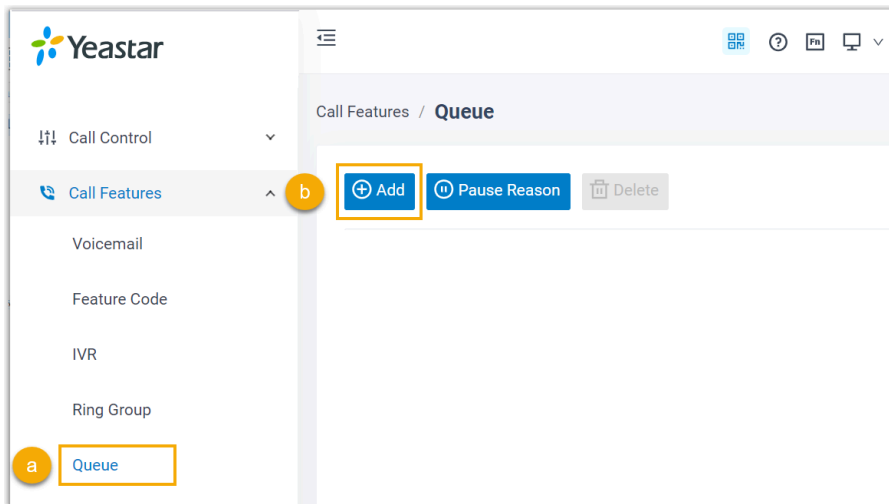 Yeastar
Fn
Call Features / Queue
Call Control
Call Features
b
Add
Pause Reason
Delete
Voicemail
Feature Code
IVR
Ring Group
a
Queue